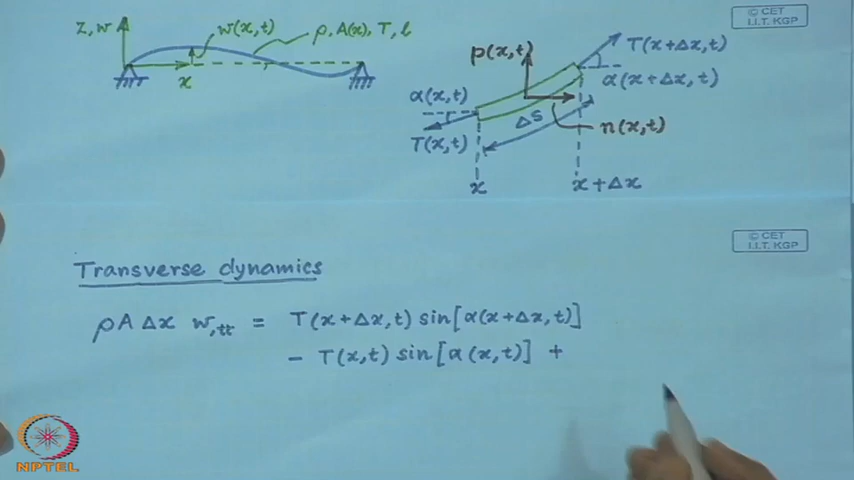 © CET
I.I.T. KGP
z, w
w(x,t)
ρ, A(x), T, l
x
p(x,t)
T(x+Δx,t)
α(x+Δx,t)
α(x,t)
T(x,t)
Δs
n(x,t)
x
x+Δx
© CET
I.I.T. KGP
Transverse dynamics
ρA Δx w,tt = T(x+Δx,t) sin[α(x+Δx,t)]
− T(x,t) sin[α(x,t)] +
NPTEL